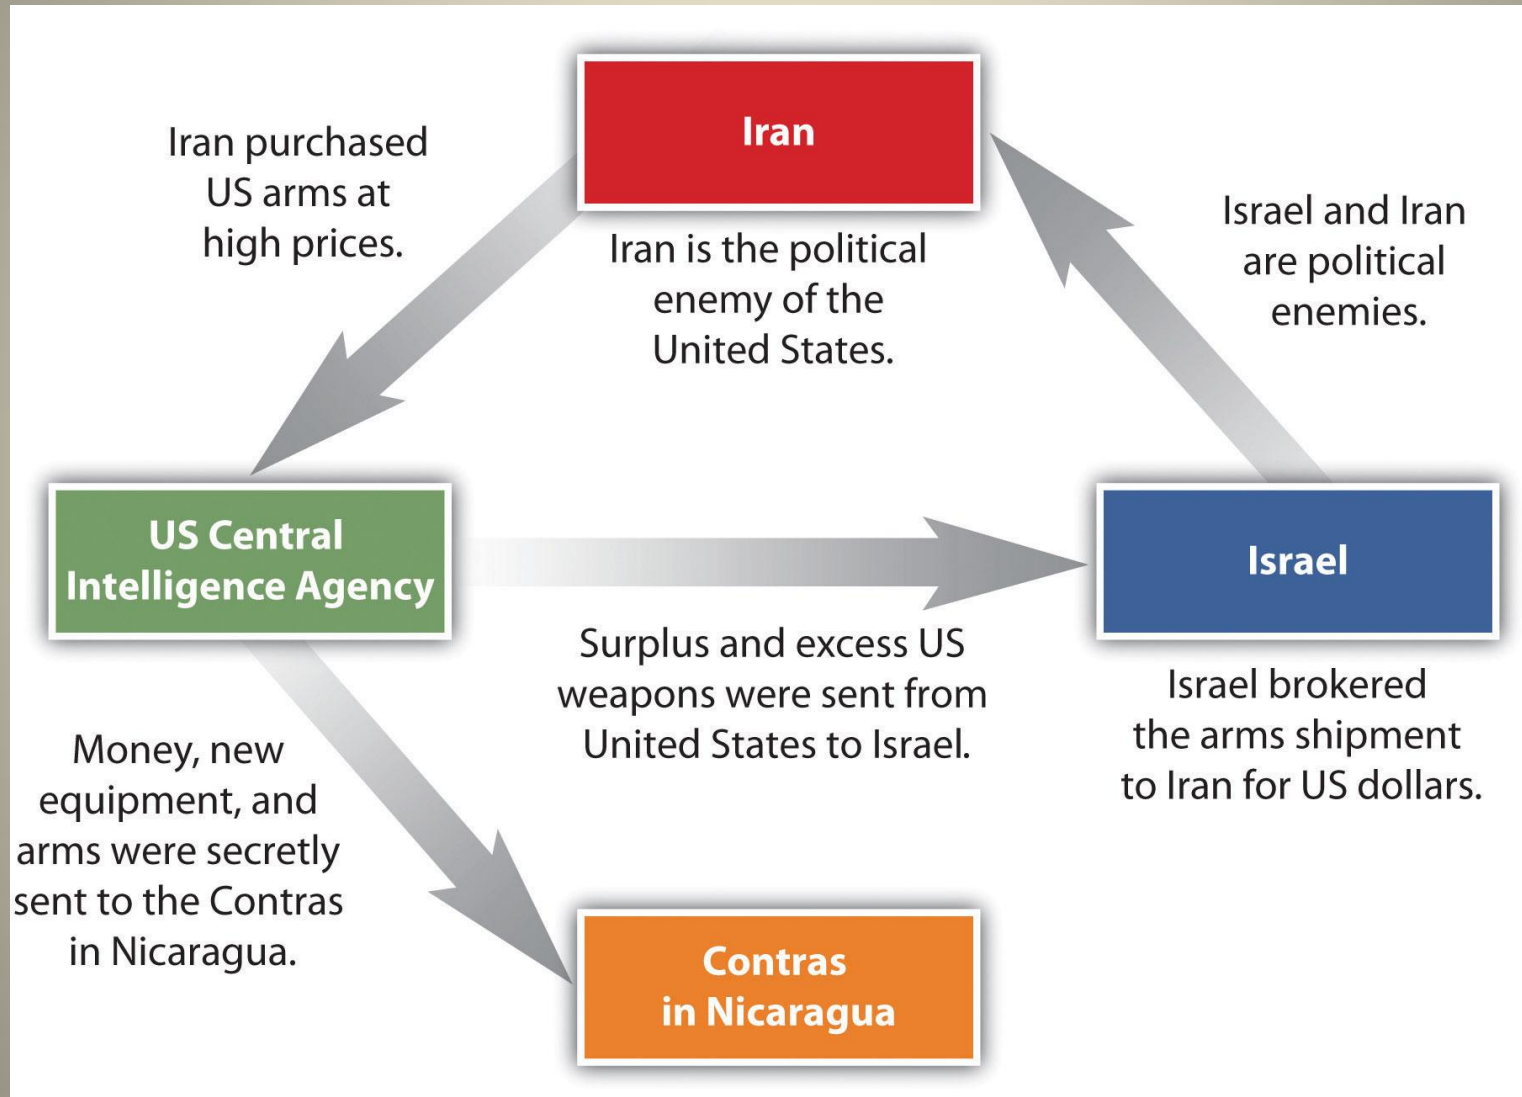 Iran
Iran purchased
US arms at
high prices.
Iran is the political
enemy of the
United States.
Israel and Iran
are political
enemies.
US Central
Intelligence Agency
Israel
Surplus and excess US
weapons were sent from
United States to Israel.
Israel brokered
the arms shipment
to Iran for US dollars.
Money, new
equipment, and
arms were secretly
sent to the Contras
in Nicaragua.
Contras
in Nicaragua